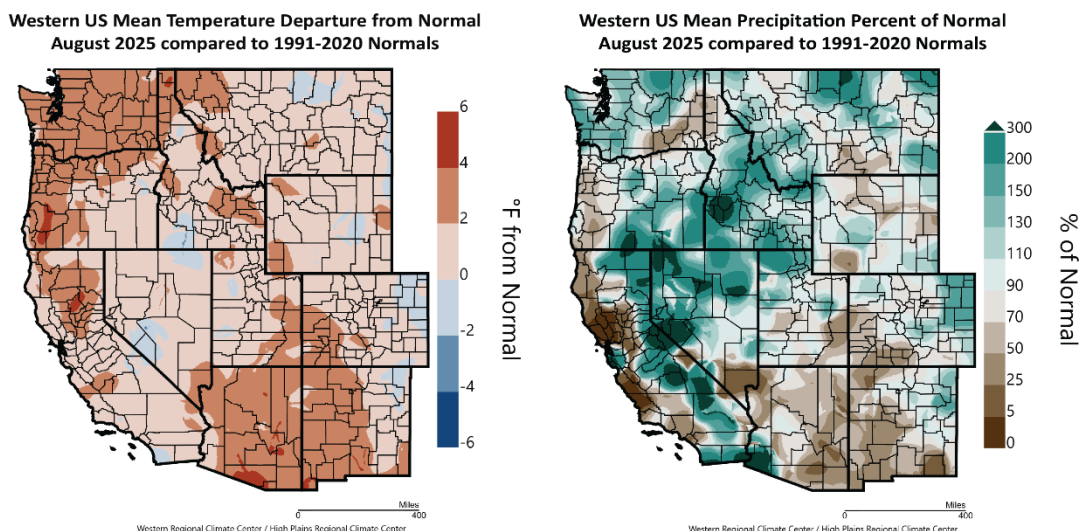 Western US Mean Temperature Departure from Normal
August 2025 compared to 1991-2020 Normals
6
4
2
0
-2
-4
-6
°F from Normal
Miles
0 400
Western Regional Climate Center / High Plains Regional Climate Center
Western US Mean Precipitation Percent of Normal
August 2025 compared to 1991-2020 Normals
300
200
150
130
110
90
70
50
25
5
0
% of Normal
Miles
0 400
Western Regional Climate Center / High Plains Regional Climate Center